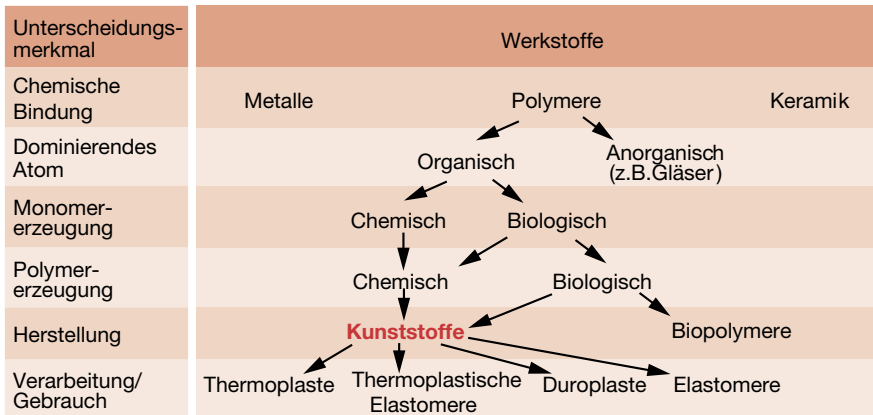 Unterscheidungs-
merkmal
Werkstoffe
Chemische
Bindung
Metalle
Polymere
Keramik
Dominierendes
Atom
Organisch
Anorganisch
(z.B.Gläser)
Monomer-
erzeugung
Chemisch
Biologisch
Polymer-
erzeugung
Chemisch
Biologisch
Herstellung
Kunststoffe
Biopolymere
Verarbeitung/
Gebrauch
Thermoplaste
Thermoplastische
Elastomere
Duroplaste
Elastomere